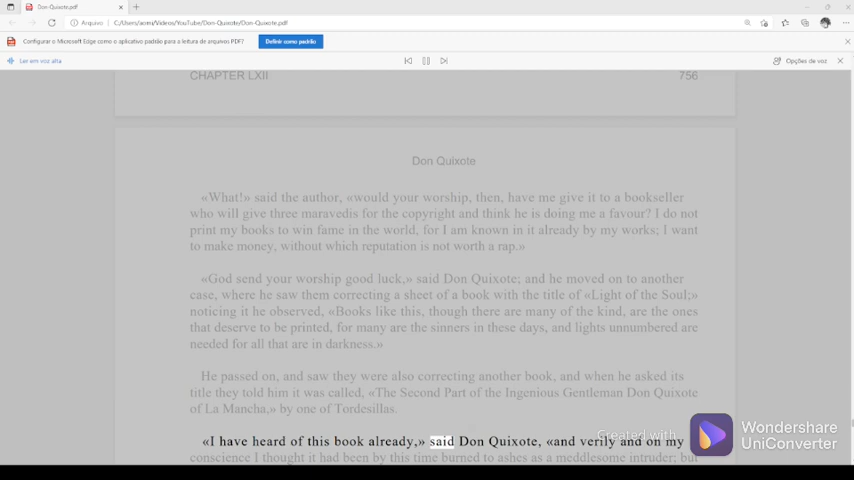 Don-Quixote.pdf
Arquivo
C:/Users/acens/Videos/YouTube/Don-Quixote/Don-Quixote.pdf
Configurar o Microsoft Edge como o aplicativo padrão para a leitura de arquivos PDF?
Definir como padrão
Ler em voz alta
Opções de voz
CHAPTER LXII
756
Don Quixote
«What!» said the author, «would your worship, then, have me give it to a bookseller
who will give three maravedis for the copyright and think he is doing me a favour? I do not
print my books to win fame in the world, for I am known in it already by my works; I want
to make money, without which reputation is not worth a rap.»
«God send your worship good luck,» said Don Quixote; and he moved on to another
case, where he saw them correcting a sheet of a book with the title of «Light of the Soul;»
noticing it he observed, «Books like this, though there are many of the kind, are the ones
that deserve to be printed, for many are the sinners in these days, and lights unnumbered are
needed for all that are in darkness.»
He passed on, and saw they were also correcting another book, and when he asked its
title they told him it was called, «The Second Part of the Ingenious Gentleman Don Quixote
of La Mancha,» by one of Tordesillas.
«I have heard of this book already,» said Don Quixote, «and verily and on my
conscience I thought it had been by this time burned to ashes as a meddlesome intruder; but
Created with
Wondershare
UniConverter